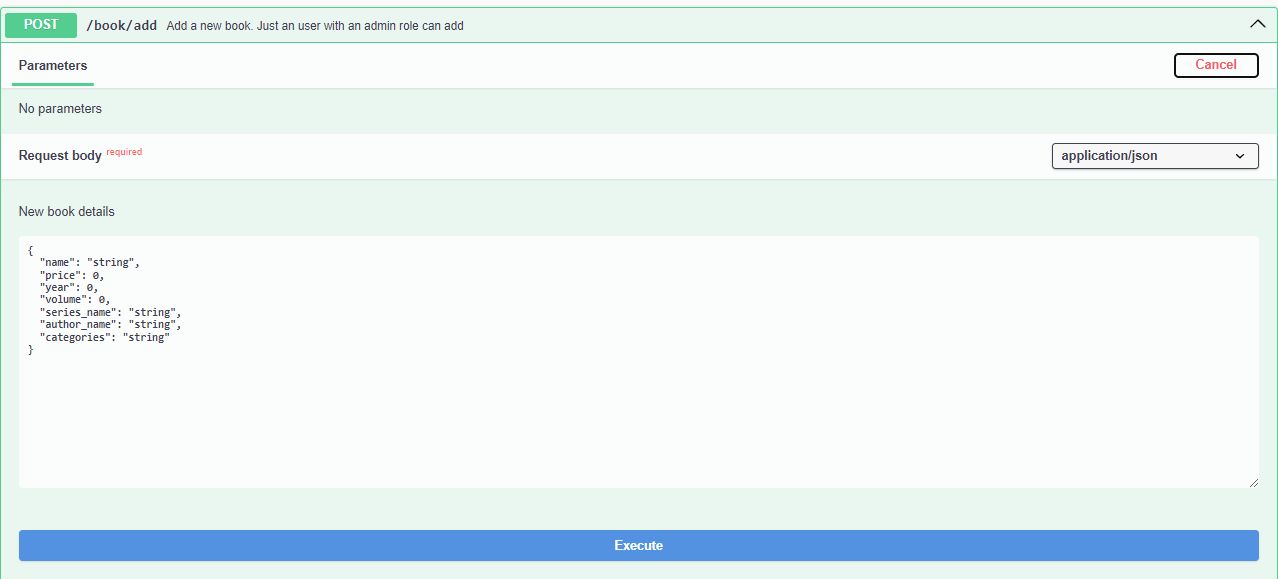 POST /book/add Add a new book. Just an user with an admin role can add
Parameters Cancel
No parameters
Request body required application/json
New book details
{
  "name": "string",
  "price": 0,
  "year": 0,
  "volume": 0,
  "series_name": "string",
  "author_name": "string",
  "categories": "string"
}
Execute